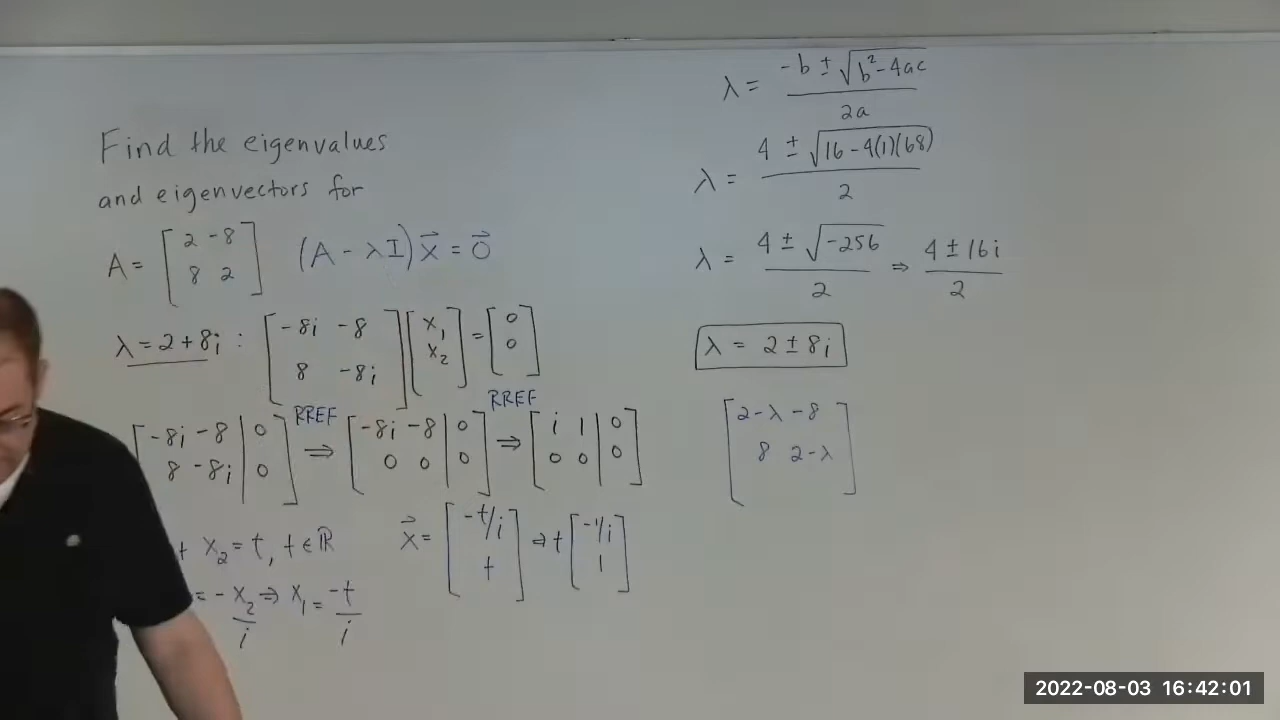 Find the eigenvalues
and eigenvectors for
A = [ 2 -8 ; 8 2 ] (A - λI) x⃗ = 0⃗
λ = 2 + 8i : [ -8i -8 ; 8 -8i ] [ x₁ ; x₂ ] = [ 0 ; 0 ]
[ -8i -8 | 0 ; 8 -8i | 0 ] RREF ⇒ [ -8i -8 | 0 ; 0 0 | 0 ] RREF ⇒ [ i 1 | 0 ; 0 0 | 0 ]
x₂ = t, t ∈ ℝ
= -x₂/i ⇒ x₁ = -t/i
x⃗ = [ -t/i ; t ] ⇒ t [ -1/i ; 1 ]
λ = (-b ± √(b² - 4ac)) / 2a
λ = (4 ± √(16 - 4(1)(68))) / 2
λ = (4 ± √(-256)) / 2 ⇒ (4 ± 16i) / 2
λ = 2 ± 8i
[ 2-λ -8 ; 8 2-λ ]
2022-08-03 16:42:01